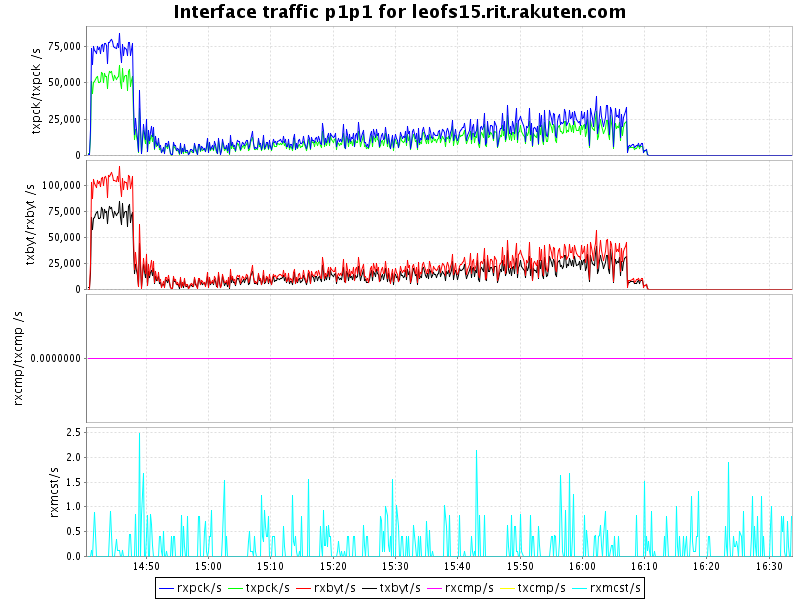 Interface traffic p1p1 for leofs15.rit.rakuten.com
txpck/txpck /s
75,000
50,000
25,000
0
txbyt/rxbyt /s
100,000
75,000
50,000
25,000
0
rxcmp/txcmp /s
0.0000000
rxmcst/s
2.5
2.0
1.5
1.0
0.5
0.0
14:50 15:00 15:10 15:20 15:30 15:40 15:50 16:00 16:10 16:20 16:30
rxpck/s txpck/s rxbyt/s txbyt/s rxcmp/s txcmp/s rxmcst/s